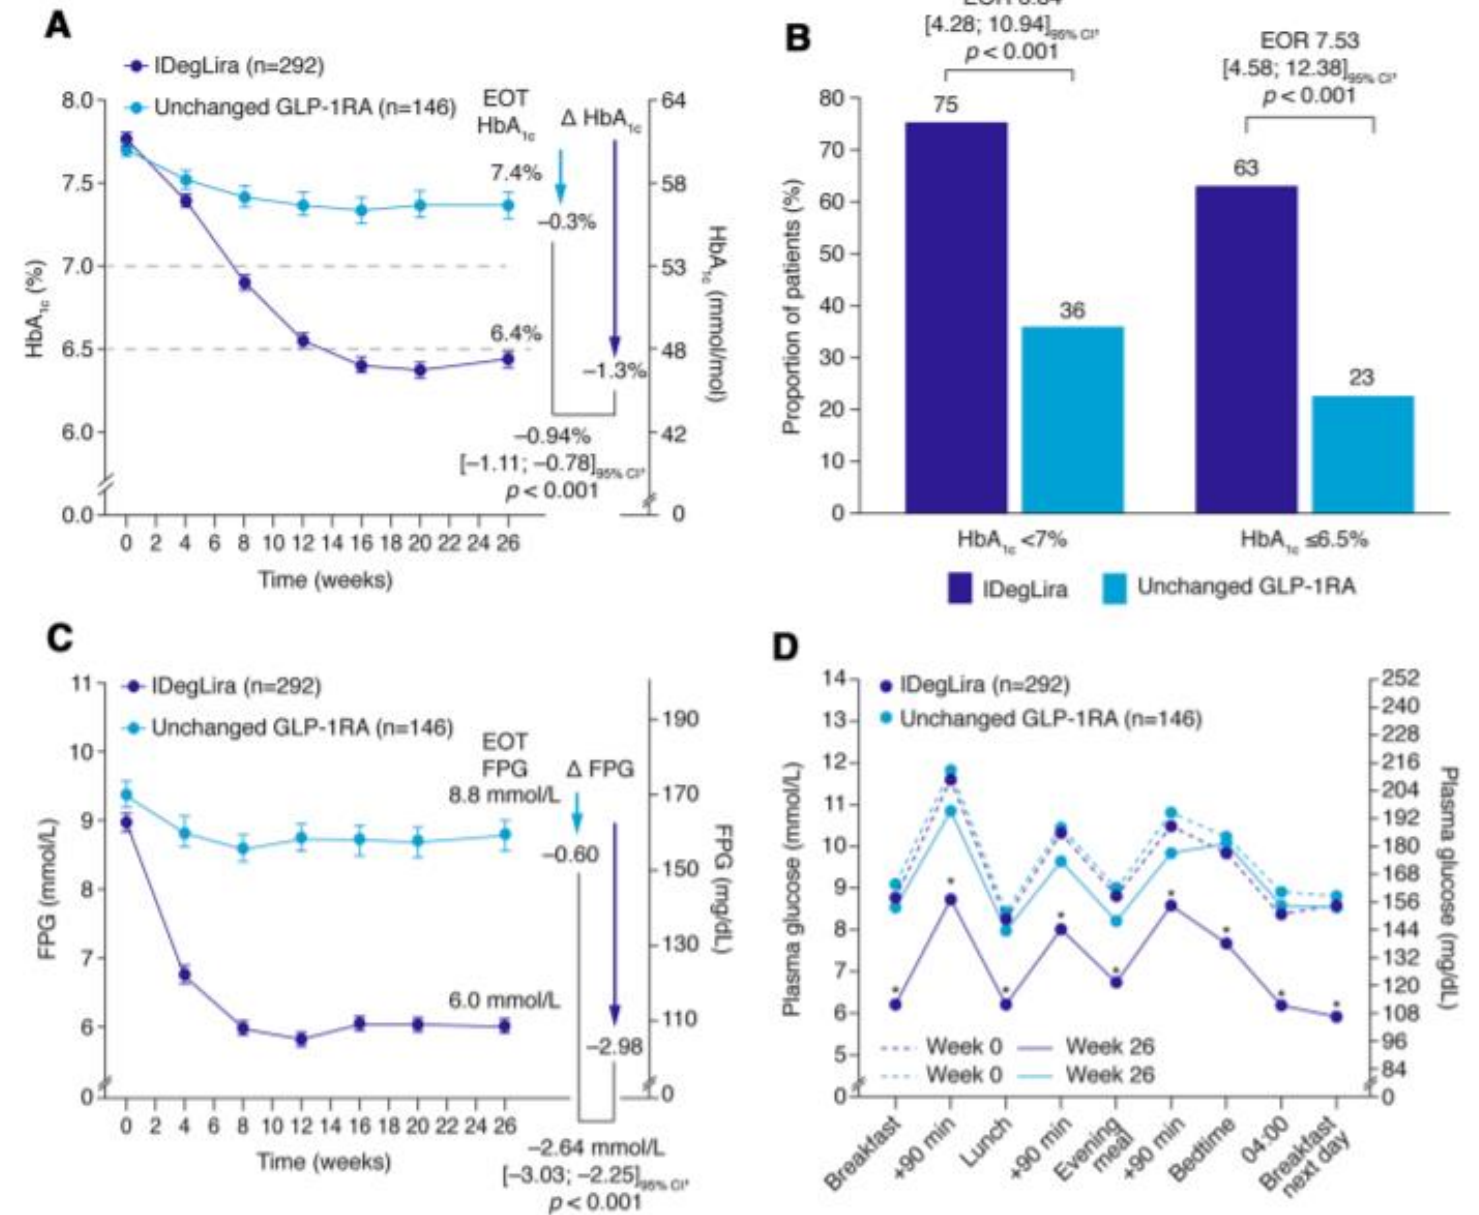 A
IDegLira (n=292)
Unchanged GLP-1RA (n=146)
EOT
HbA1c
Δ HbA1c
8.0
7.5
7.0
6.5
6.0
0.0
HbA1c (%)
64
58
53
48
42
0
HbA1c (mmol/mol)
7.4%
–0.3%
6.4%
–1.3%
–0.94%
[–1.11; –0.78]95% CI*
p < 0.001
0 2 4 6 8 10 12 14 16 18 20 22 24 26
Time (weeks)
B
[4.28; 10.94]95% CI*
p < 0.001
EOR 7.53
[4.58; 12.38]95% CI*
p < 0.001
80
70
60
50
40
30
20
10
0
Proportion of patients (%)
75
36
63
23
HbA1c <7%
HbA1c ≤6.5%
IDegLira
Unchanged GLP-1RA
C
IDegLira (n=292)
Unchanged GLP-1RA (n=146)
EOT
FPG
Δ FPG
11
10
9
8
7
6
0
FPG (mmol/L)
190
170
150
130
110
0
FPG (mg/dL)
8.8 mmol/L
–0.60
6.0 mmol/L
–2.98
–2.64 mmol/L
[–3.03; –2.25]95% CI*
p < 0.001
0 2 4 6 8 10 12 14 16 18 20 22 24 26
Time (weeks)
D
IDegLira (n=292)
Unchanged GLP-1RA (n=146)
14
13
12
11
10
9
8
7
6
5
0
Plasma glucose (mmol/L)
252
240
228
216
204
192
180
168
156
144
132
120
108
96
84
0
Plasma glucose (mg/dL)
* * * * * * * * *
Week 0 Week 26
Week 0 Week 26
Breakfast
+90 min
Lunch
+90 min
Evening
meal
+90 min
Bedtime
04:00
Breakfast
next day